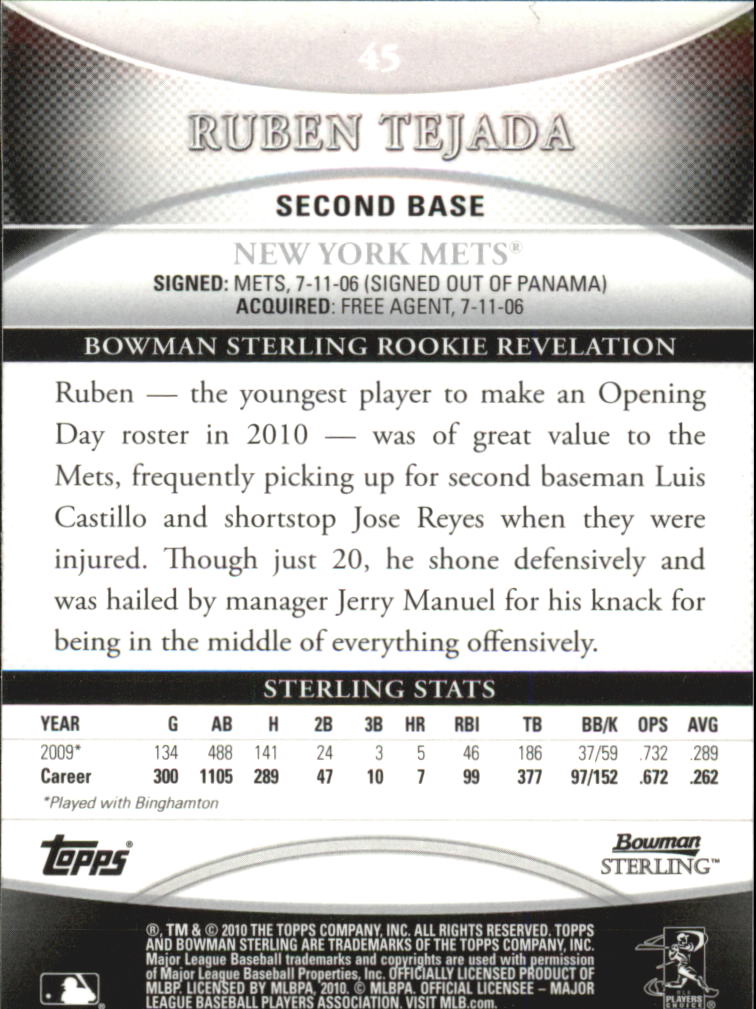 45
RUBEN TEJADA
SECOND BASE
NEW YORK METS®
SIGNED: METS, 7-11-06 (SIGNED OUT OF PANAMA)
ACQUIRED: FREE AGENT, 7-11-06
BOWMAN STERLING ROOKIE REVELATION
Ruben — the youngest player to make an Opening
Day roster in 2010 — was of great value to the
Mets, frequently picking up for second baseman Luis
Castillo and shortstop Jose Reyes when they were
injured. Though just 20, he shone defensively and
was hailed by manager Jerry Manuel for his knack for
being in the middle of everything offensively.
STERLING STATS
YEAR G AB H 2B 3B HR RBI TB BB/K OPS AVG
2009* 134 488 141 24 3 5 46 186 37/59 .732 .289
Career 300 1105 289 47 10 7 99 377 97/152 .672 .262
*Played with Binghamton
topps®
Bowman
STERLING™
®, TM & © 2010 THE TOPPS COMPANY, INC. ALL RIGHTS RESERVED. TOPPS
AND BOWMAN STERLING ARE TRADEMARKS OF THE TOPPS COMPANY, INC.
Major League Baseball trademarks and copyrights are used with permission
of Major League Baseball Properties, Inc. OFFICIALLY LICENSED PRODUCT OF
MLBP. LICENSED BY MLBPA, 2010. © MLBPA. OFFICIAL LICENSEE – MAJOR
LEAGUE BASEBALL PLAYERS ASSOCIATION. VISIT MLB.com.
PLAYERS
CHOICE ®